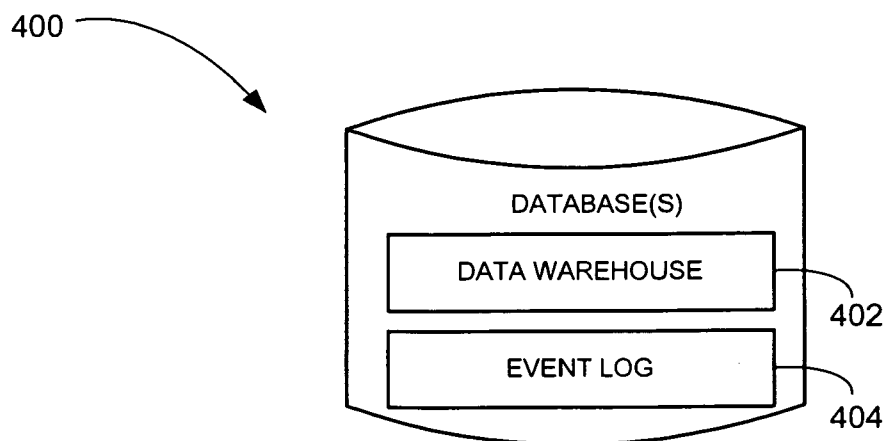 400
DATABASE(S)
DATA WAREHOUSE
402
EVENT LOG
404